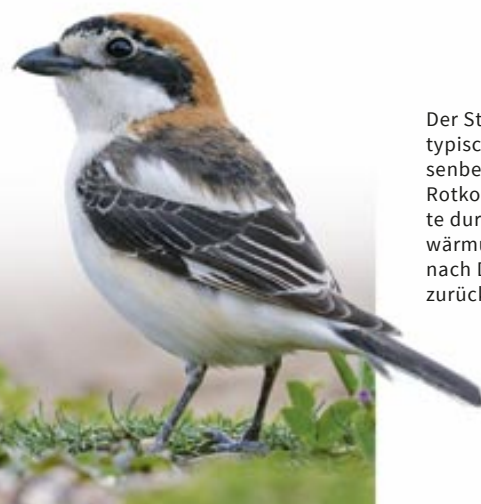 Der St
typisc
senbe
Rotko
te dur
wärmu
nach D
zurück